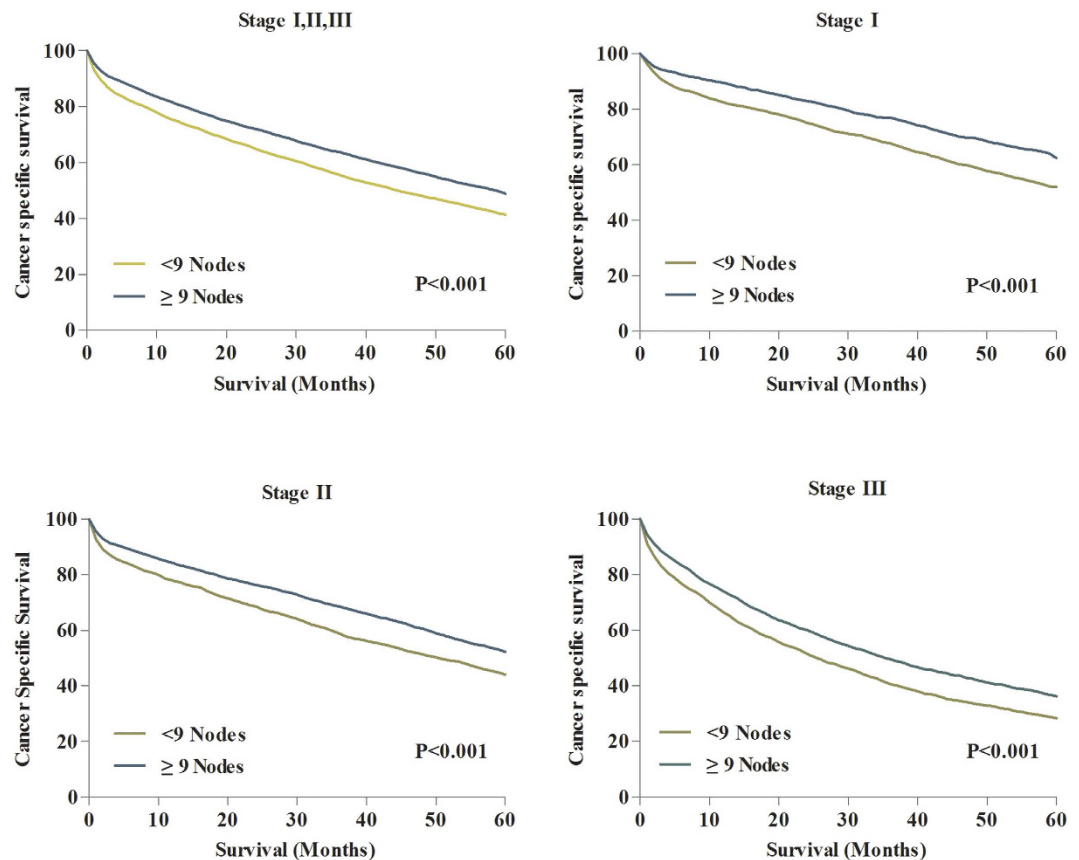 Stage I,II,III
100
80
60
40
20
0
Cancer specific survival
<9 Nodes
≥ 9 Nodes
P<0.001
0 10 20 30 40 50 60
Survival (Months)
Stage I
100
80
60
40
20
0
Cancer specific survival
<9 Nodes
≥ 9 Nodes
P<0.001
0 10 20 30 40 50 60
Survival (Months)
Stage II
100
80
60
40
20
0
Cancer Specific Survival
<9 Nodes
≥ 9 Nodes
P<0.001
0 10 20 30 40 50 60
Survival (Months)
Stage III
100
80
60
40
20
0
Cancer specific survival
<9 Nodes
≥ 9 Nodes
P<0.001
0 10 20 30 40 50 60
Survival (Months)